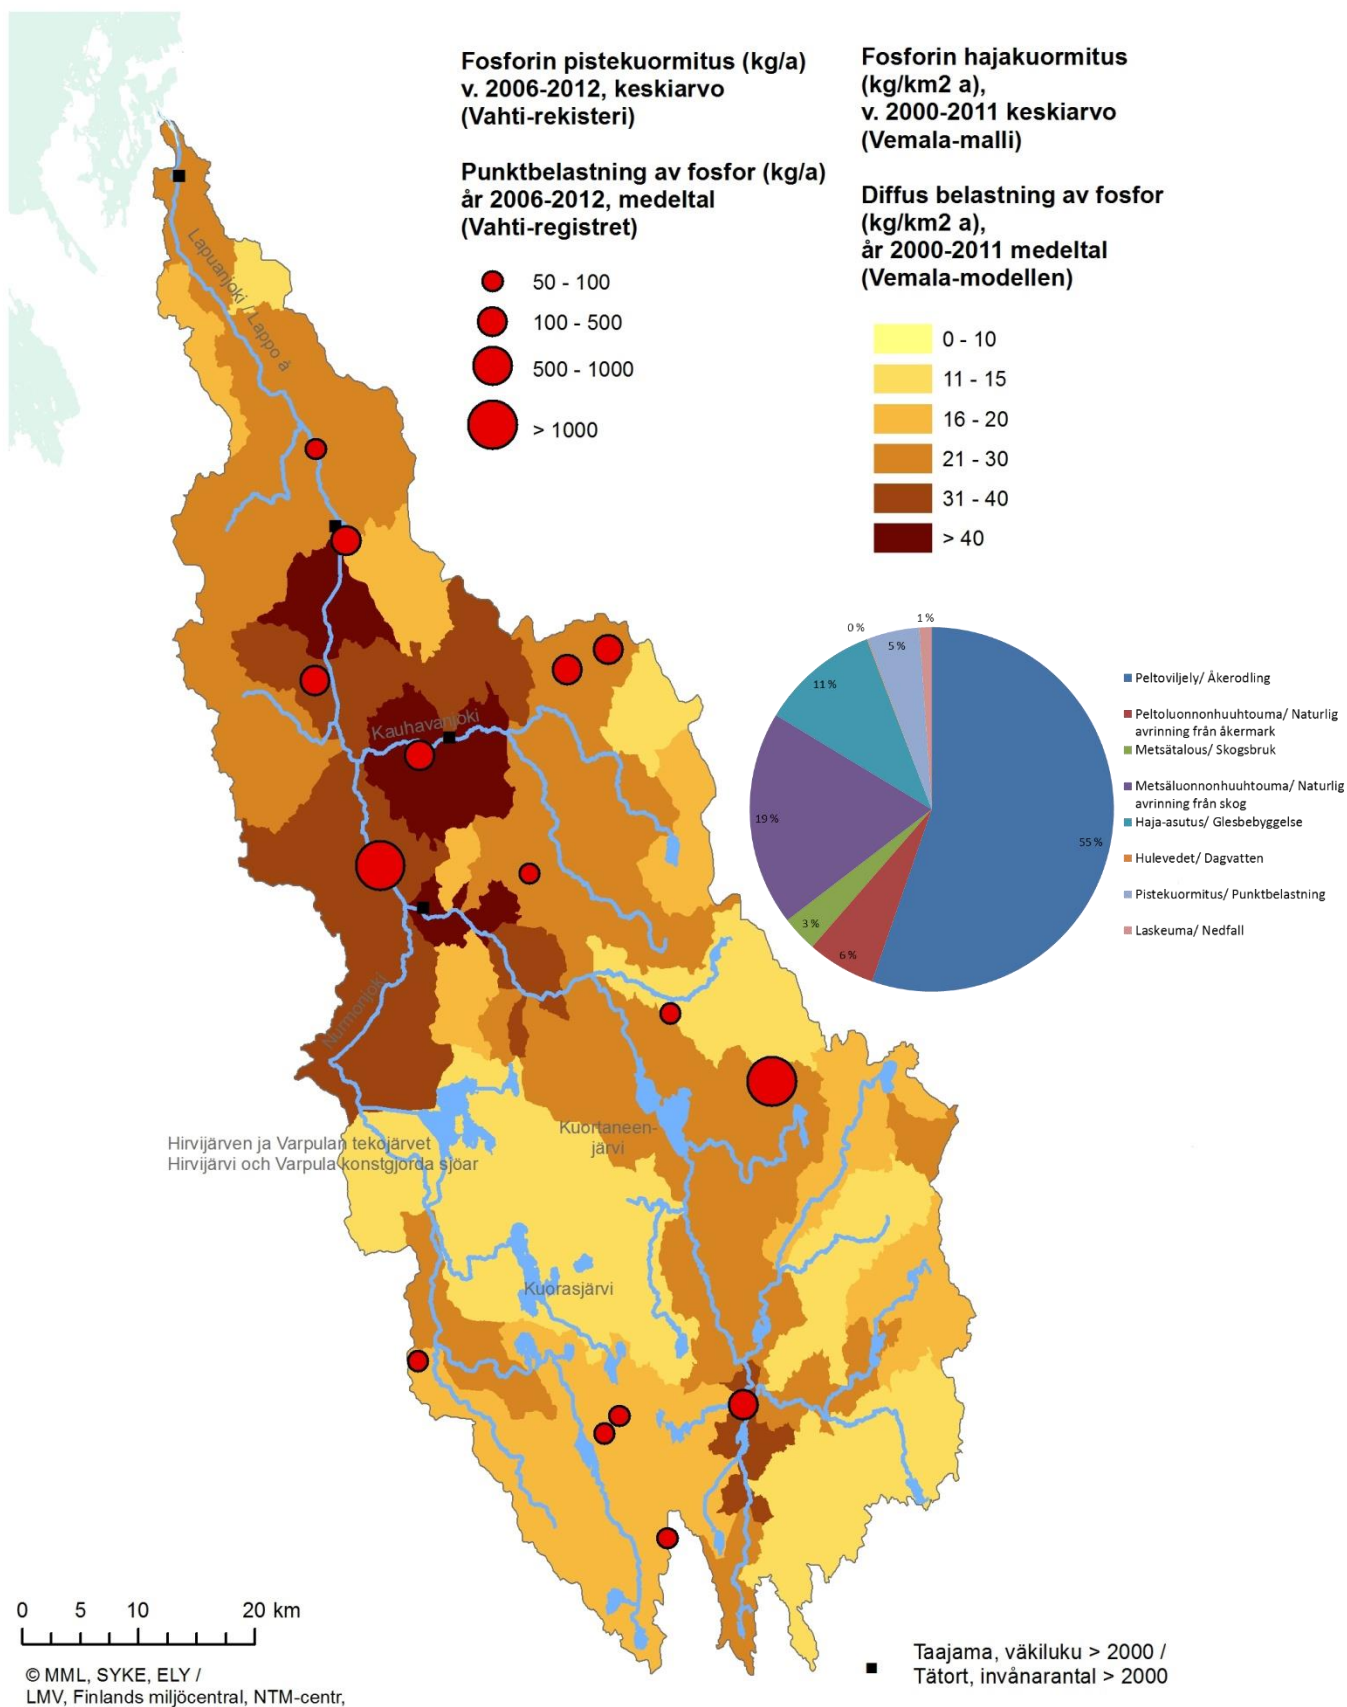 Fosforin pistekuormitus (kg/a)
v. 2006-2012, keskiarvo
(Vahti-rekisteri)
Punktbelastning av fosfor (kg/a)
år 2006-2012, medeltal
(Vahti-registret)
50 - 100
100 - 500
500 - 1000
> 1000
Fosforin hajakuormitus
(kg/km2 a),
v. 2000-2011 keskiarvo
(Vemala-malli)
Diffus belastning av fosfor
(kg/km2 a),
år 2000-2011 medeltal
(Vemala-modellen)
0 - 10
11 - 15
16 - 20
21 - 30
31 - 40
> 40
Lapuanjoki / Lappo å
Kauhavanjoki
Nurmonjoki
Hirvijärven ja Varpulan tekojärvet
Hirvijärvi och Varpula konstgjorda sjöar
Kuortaneen-
järvi
Kuorasjärvi
0 %
1 %
5 %
11 %
19 %
3 %
6 %
55 %
Peltoviljely/ Åkerodling
Peltoluonnonhuuhtouma/ Naturlig
avrinning från åkermark
Metsätalous/ Skogsbruk
Metsäluonnonhuuhtouma/ Naturlig
avrinning från skog
Haja-asutus/ Glesbebyggelse
Hulevedet/ Dagvatten
Pistekuormitus/ Punktbelastning
Laskeuma/ Nedfall
0 5 10 20 km
© MML, SYKE, ELY /
LMV, Finlands miljöcentral, NTM-centr,
Taajama, väkiluku > 2000 /
Tätort, invånarantal > 2000